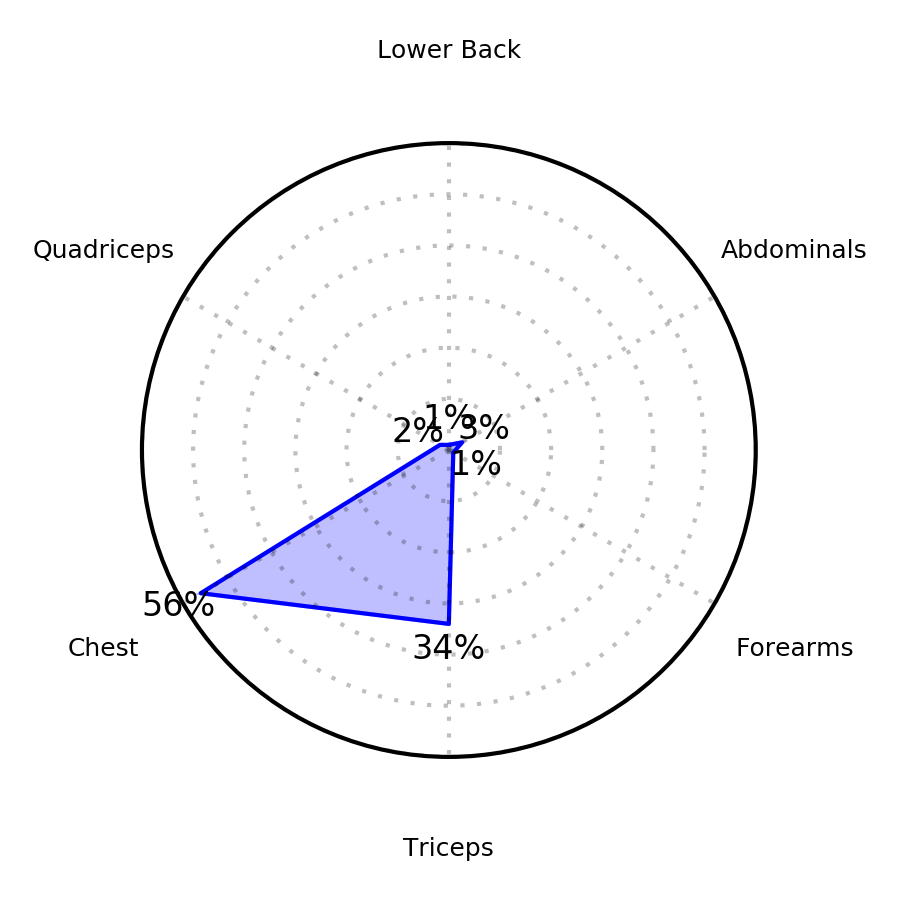 Lower Back
Quadriceps
Abdominals
1%
2%
3%
1%
56%
34%
Chest
Forearms
Triceps